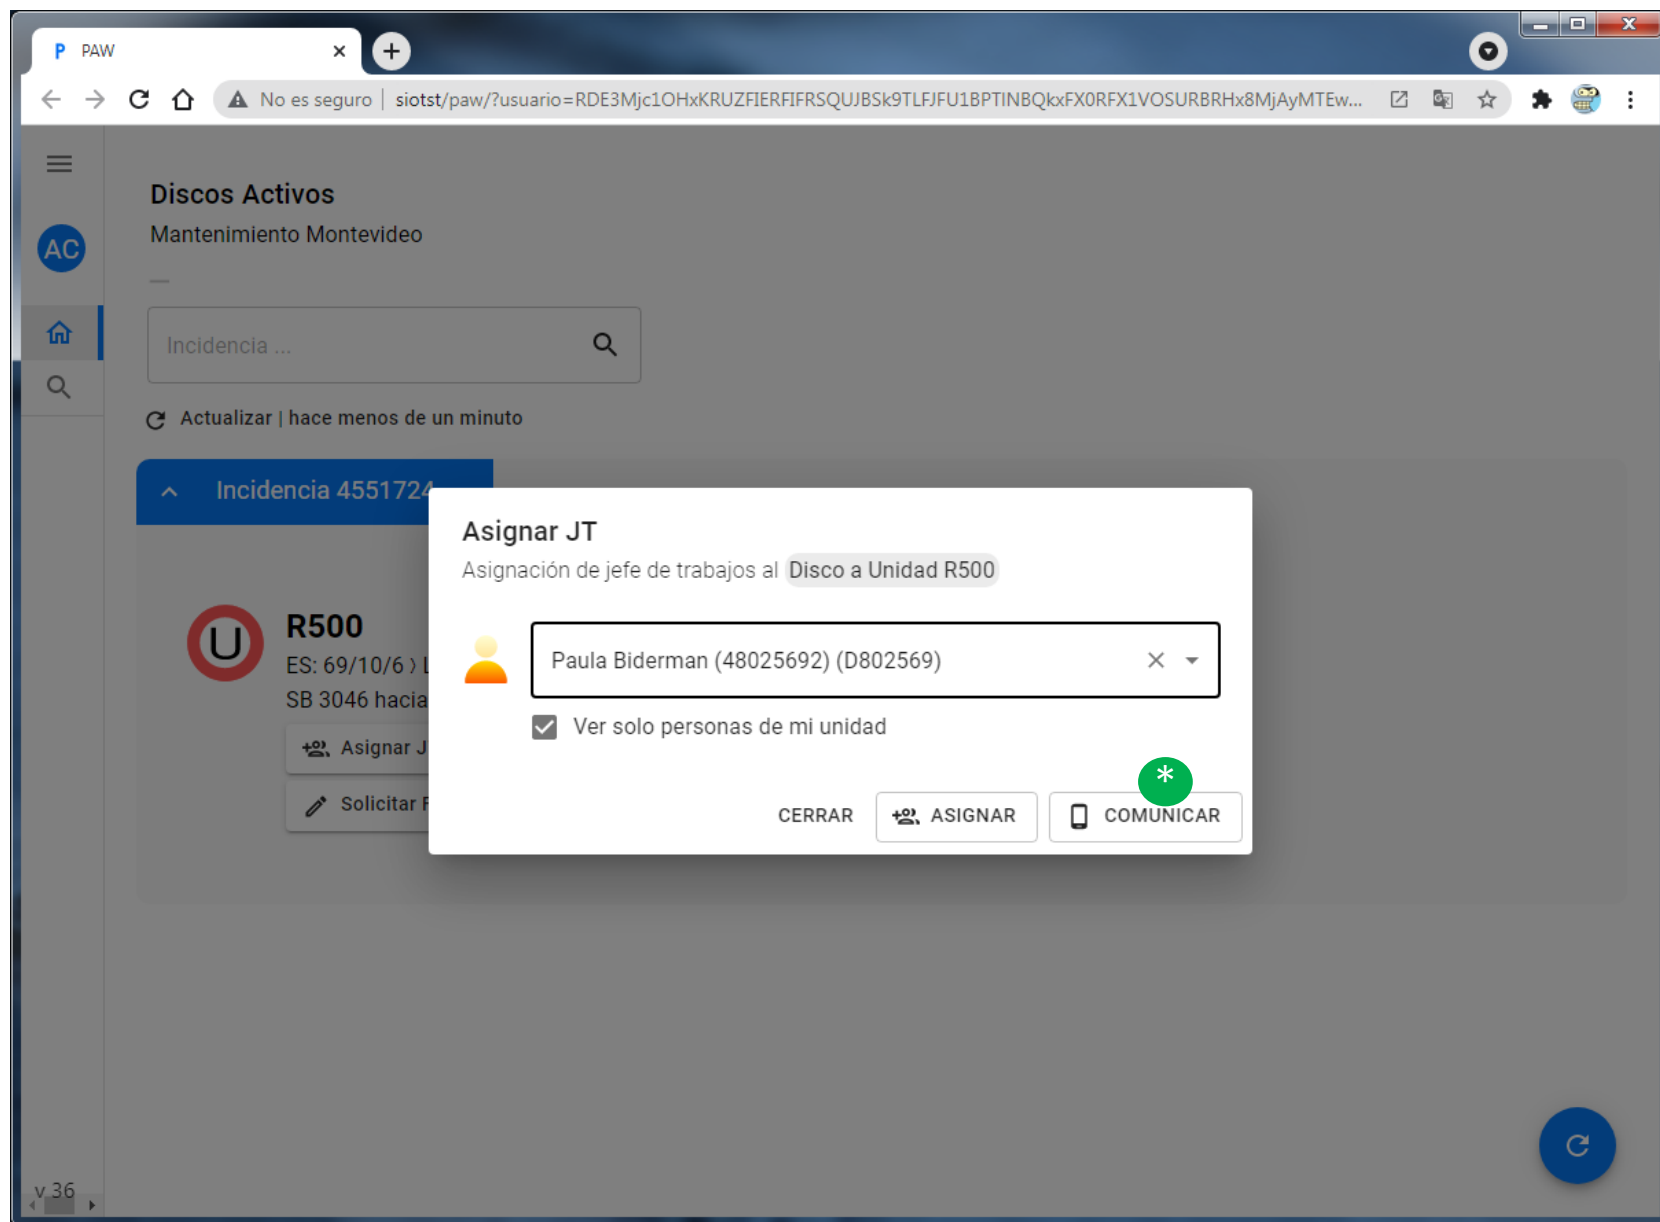 P PAW
No es seguro | siotst/paw/?usuario=RDE3Mjc1OHxKRUZFIERFIFRSQUJBSk9TLFJFU1BPTlNBQkxFX0RFX1VOSURBRHx8MjAyMTEw...
Discos Activos
AC
Mantenimiento Montevideo
Incidencia ...
Actualizar | hace menos de un minuto
Incidencia 4551724
Asignar JT
Asignación de jefe de trabajos al Disco a Unidad R500
U
R500
ES: 69/10/6 > L
SB 3046 hacia
Paula Biderman (48025692) (D802569)
Ver solo personas de mi unidad
Asignar J
Solicitar F
*
CERRAR
ASIGNAR
COMUNICAR
v 36